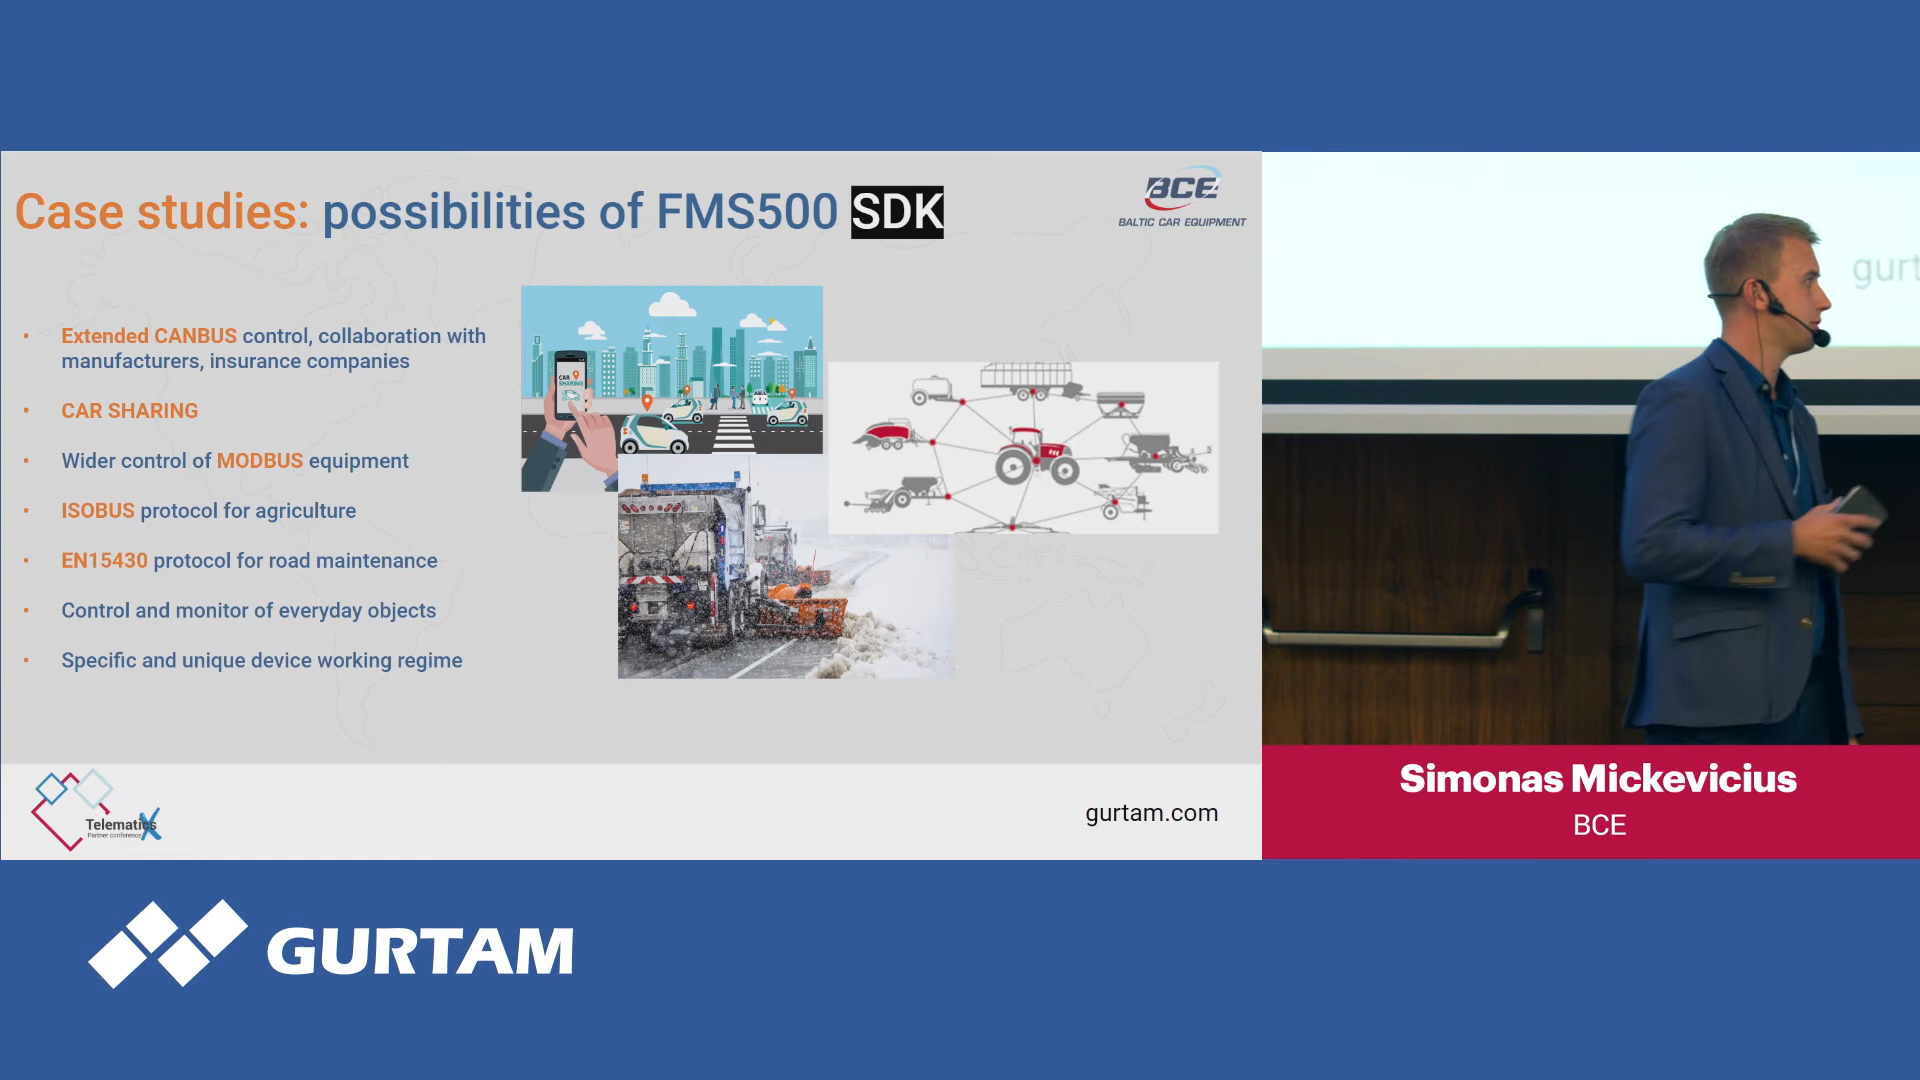 Case studies: possibilities of FMS500 SDK
BCE
BALTIC CAR EQUIPMENT
• Extended CANBUS control, collaboration with
manufacturers, insurance companies
• CAR SHARING
• Wider control of MODBUS equipment
• ISOBUS protocol for agriculture
• EN15430 protocol for road maintenance
• Control and monitor of everyday objects
• Specific and unique device working regime
CAR
SHARING
gurt
Telematics X
Partner conference
gurtam.com
Simonas Mickevicius
BCE
GURTAM